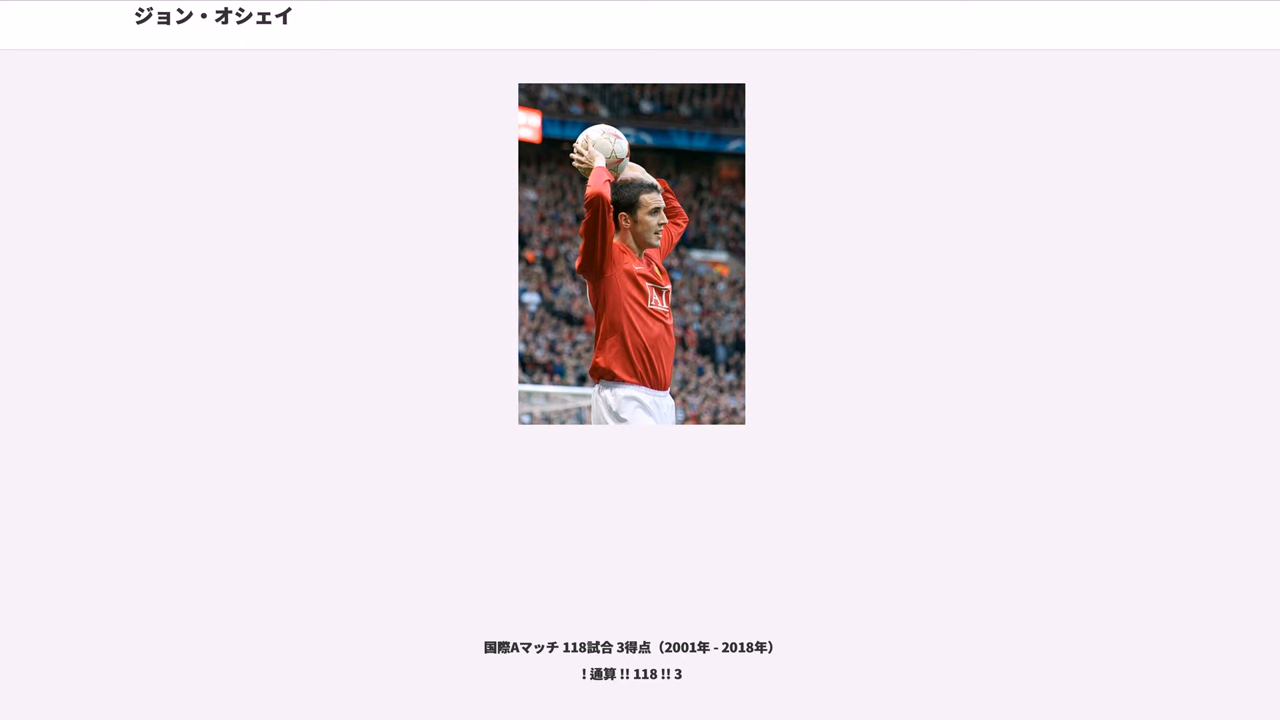 ジョン・オシェイ
AI
国際Aマッチ 118試合 3得点（2001年 - 2018年）
! 通算 !! 118 !! 3